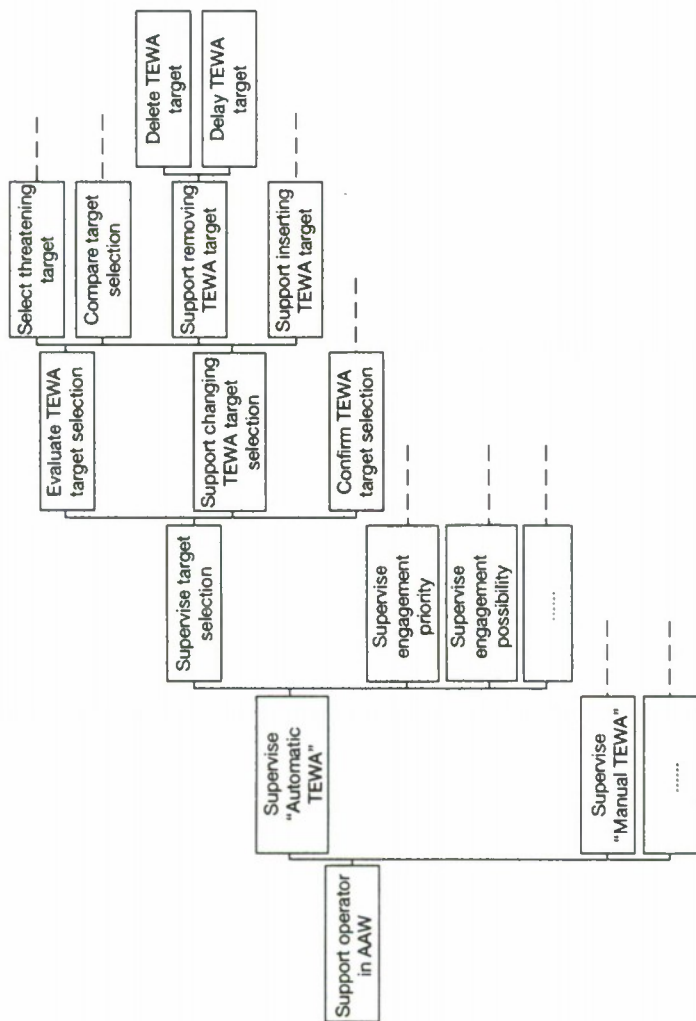 Support operator
in AAW
Supervise
“Automatic
TEWA”
Supervise
“Manual TEWA”
.......
Supervise target
selection
Supervise
engagement
priority
Supervise
engagement
possibility
.......
Evaluate TEWA
target selection
Support changing
TEWA target
selection
Confirm TEWA
target selection
Select threatening
target
Compare target
selection
Support removing
TEWA target
Support inserting
TEWA target
Delete TEWA
target
Delay TEWA
target